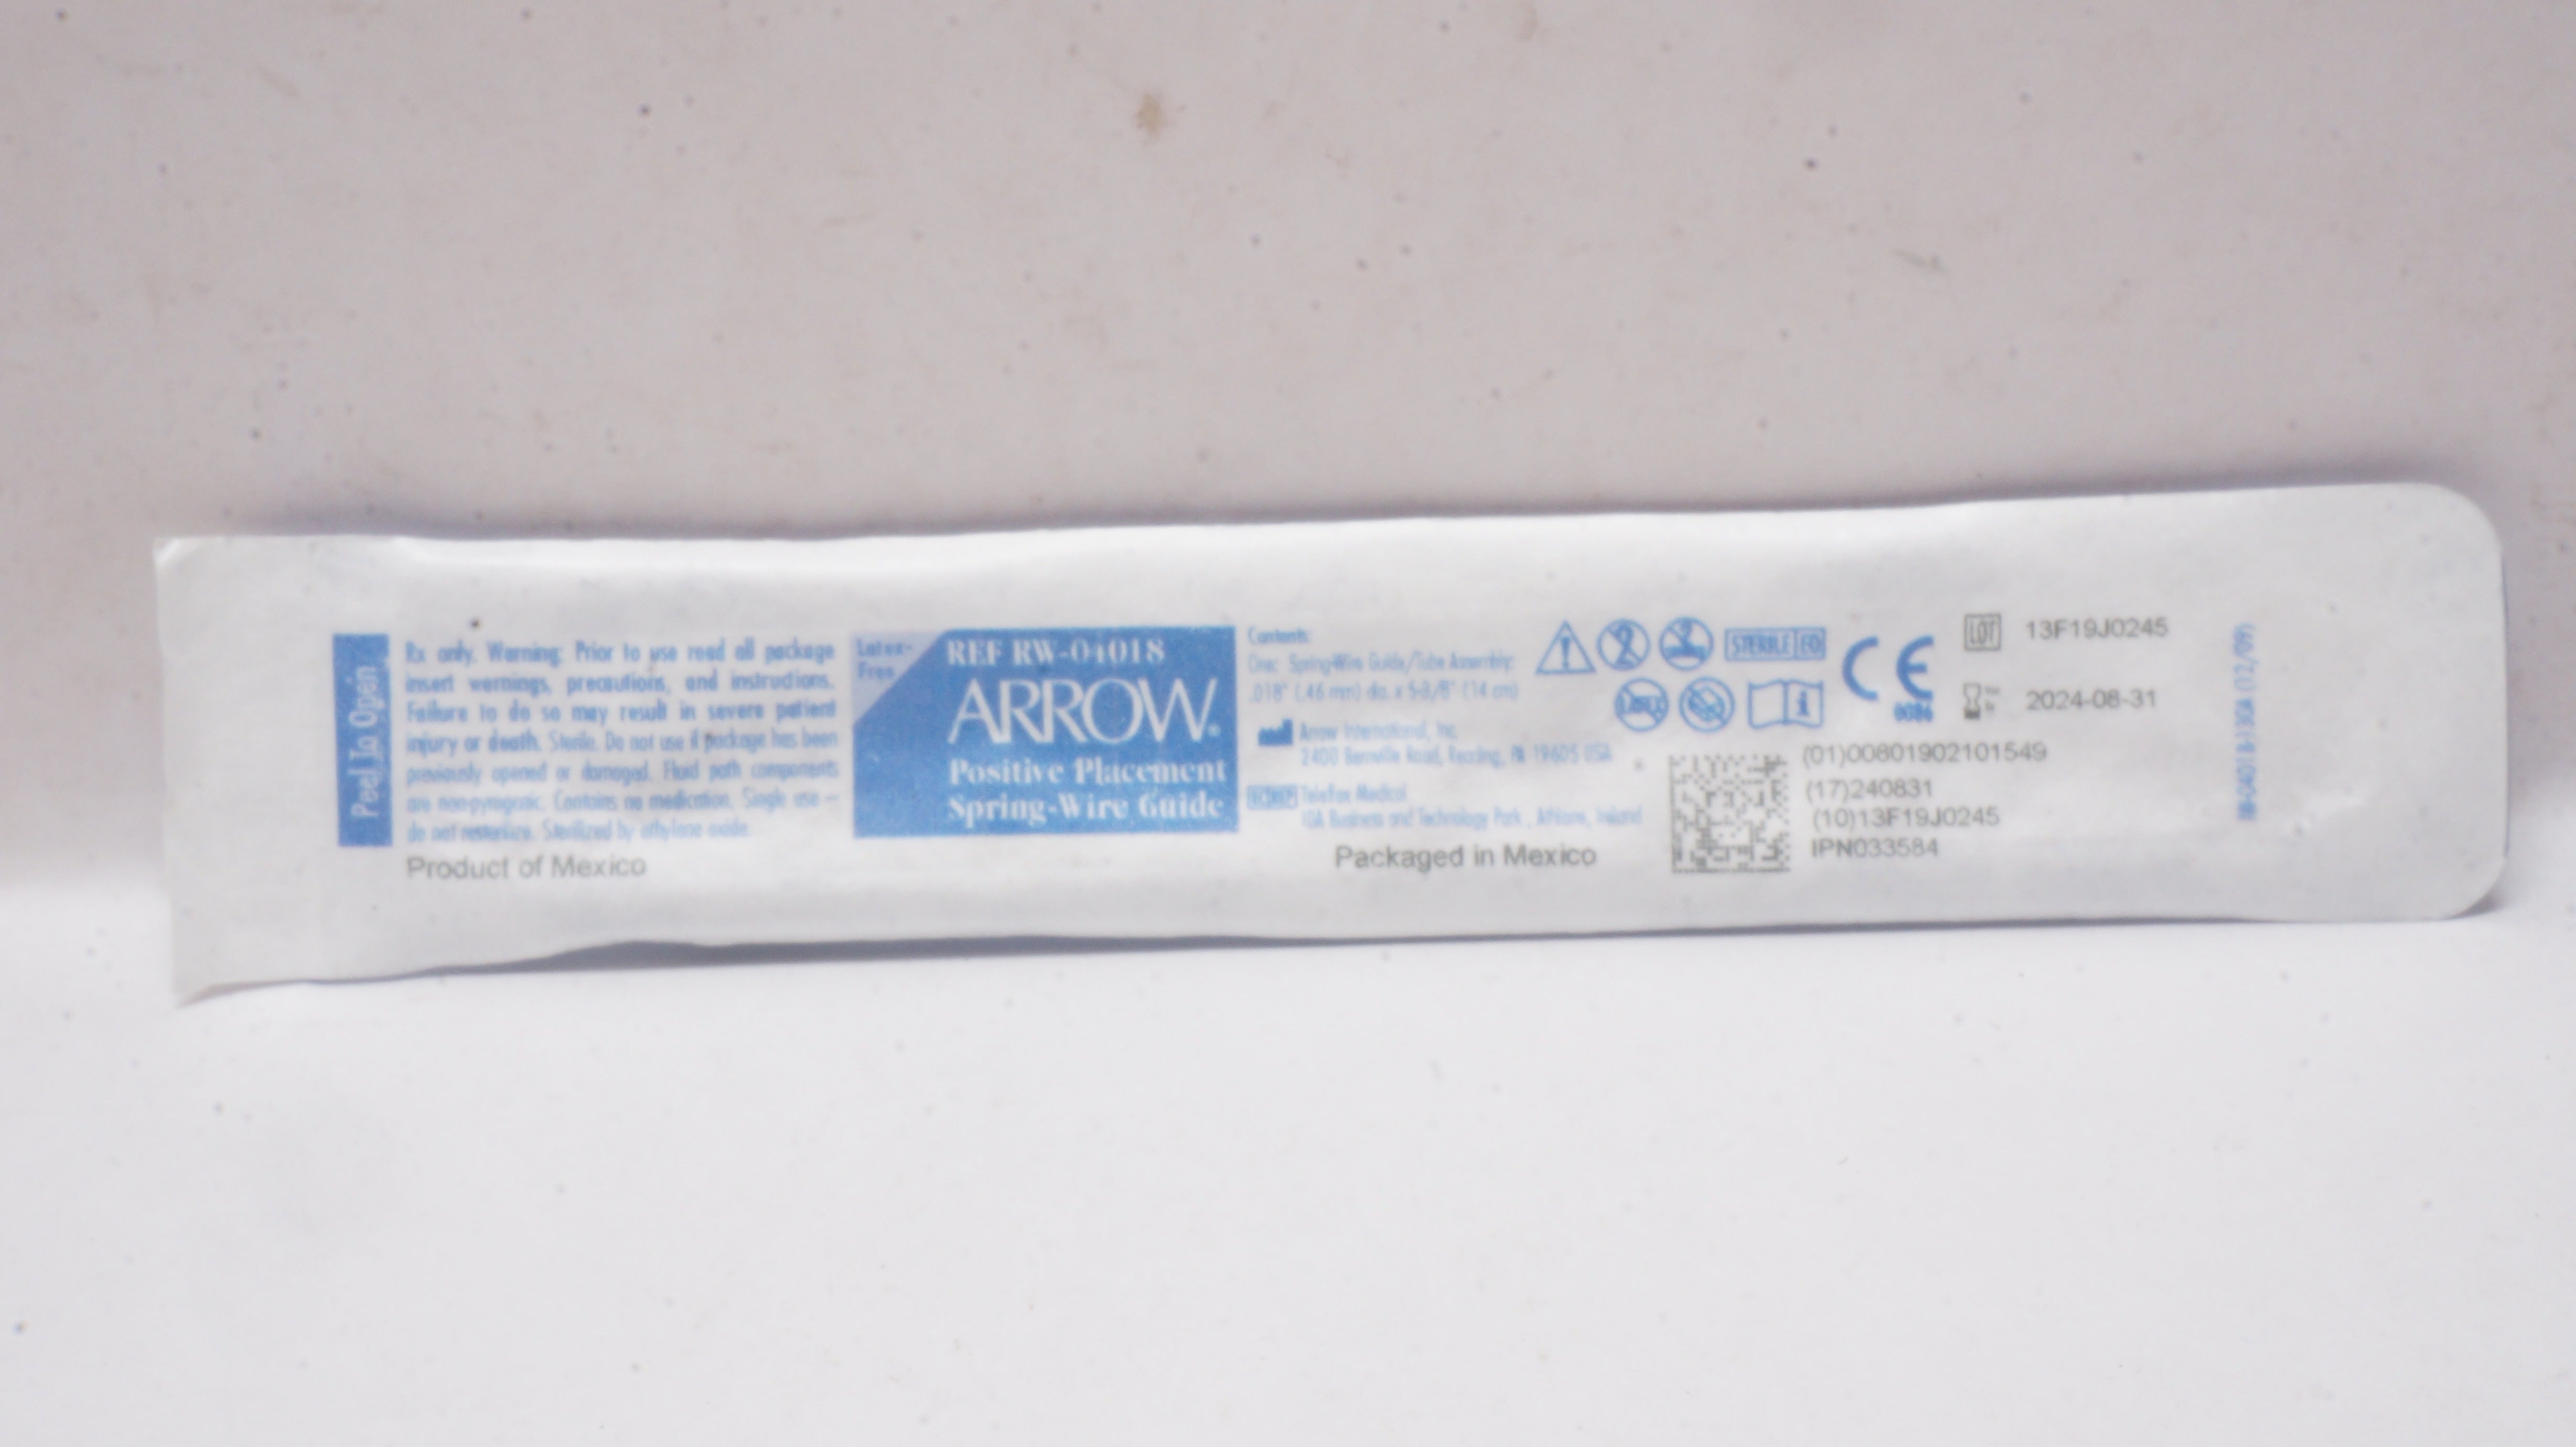 Peel To Open
Rx only. Warning: Prior to use read all package
insert warnings, precautions, and instructions.
Failure to do so may result in severe patient
injury or death. Sterile. Do not use if package has been
previously opened or damaged. Fluid path components
are non-pyrogenic. Contains no medication. Single use –
do not resterilize. Sterilized by ethylene oxide.
Product of Mexico
Latex-
Free
REF RW-04018
ARROW®
Positive Placement
Spring-Wire Guide
Contents:
One: Spring-Wire Guide/Tube Assembly:
.018" (.46 mm) dia. x 5-3/8" (14 cm)
Arrow International, Inc.
2400 Bernville Road, Reading, PA 19605 USA
Teleflex Medical
IDA Business and Technology Park, Athlone, Ireland
Packaged in Mexico
2
STERILE EO
LATEX
i
CE
0086
LOT 13F19J0245
2024-08-31
(01)00801902101549
(17)240831
(10)13F19J0245
IPN033584